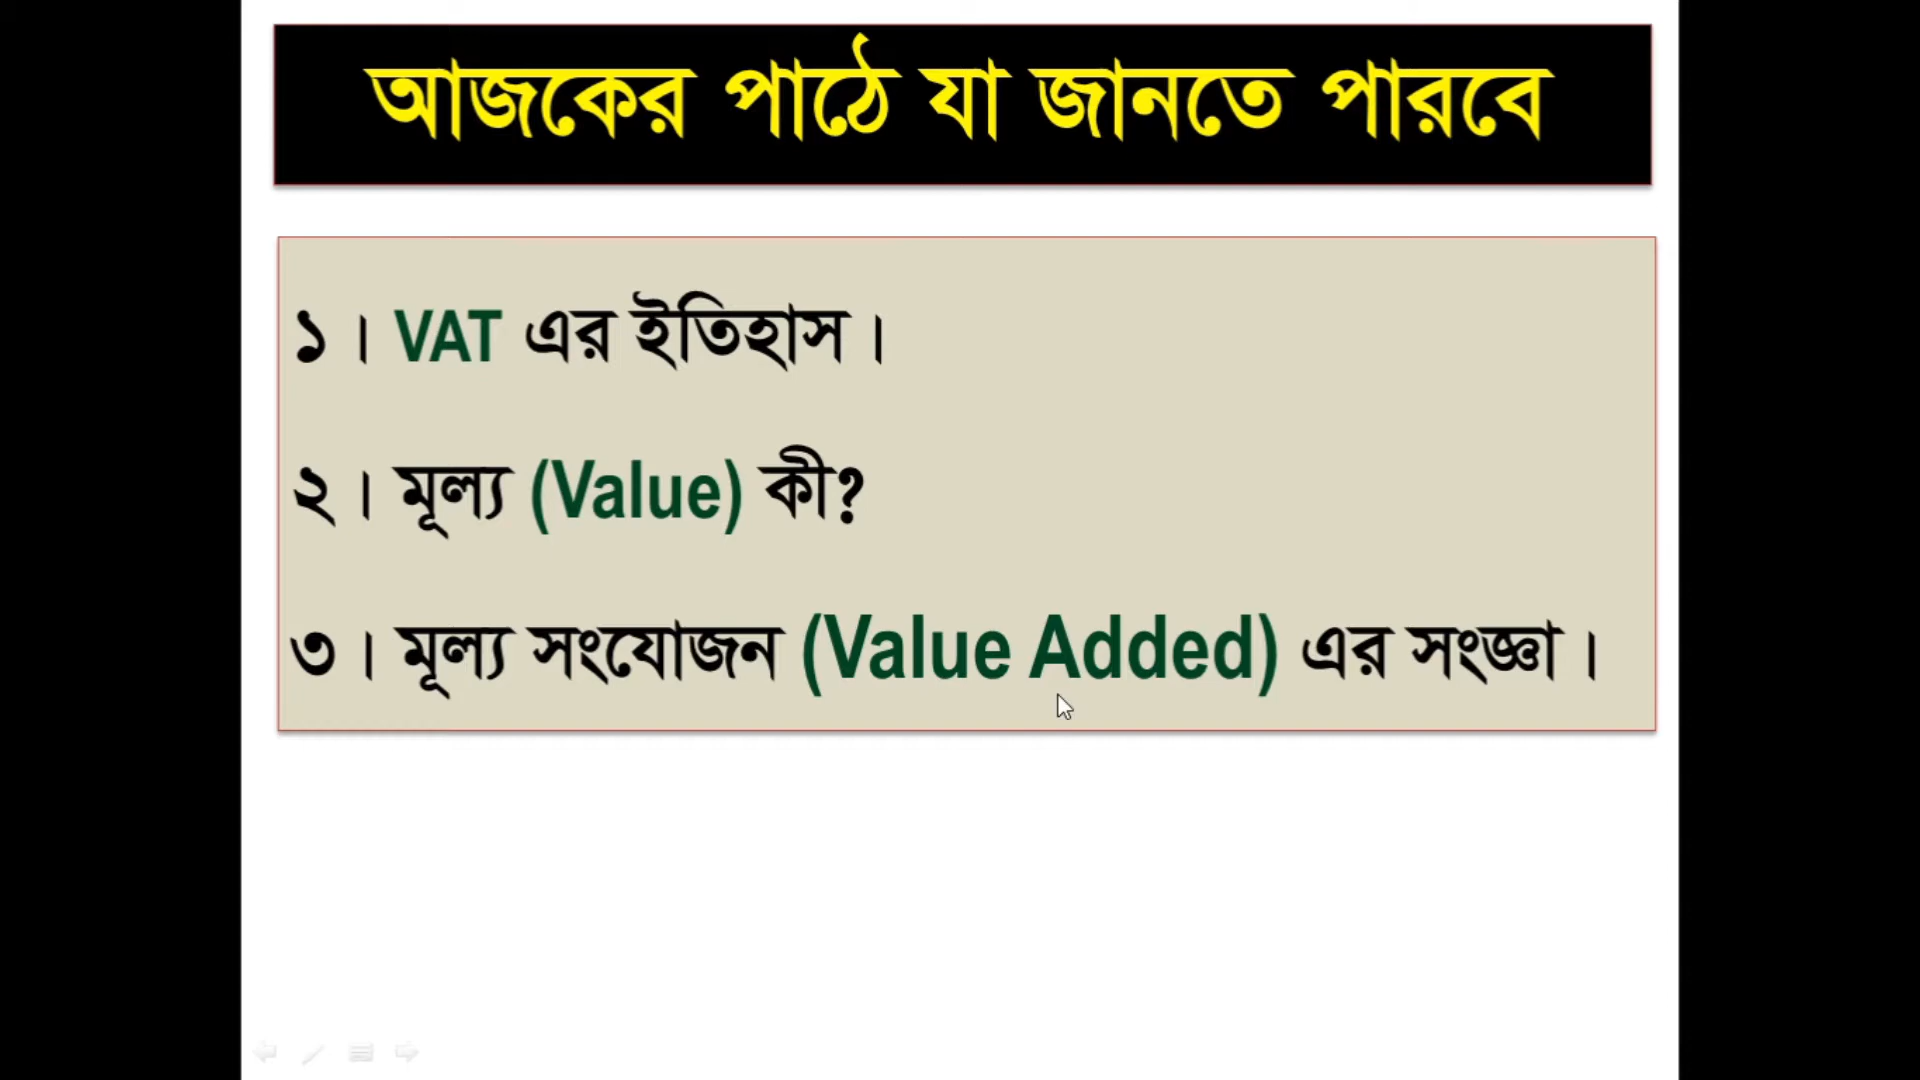 আজকের পাঠে যা জানতে পারবে
১। VAT এর ইতিহাস।
২। মূল্য (Value) কী?
৩। মূল্য সংযোজন (Value Added) এর সংজ্ঞা।